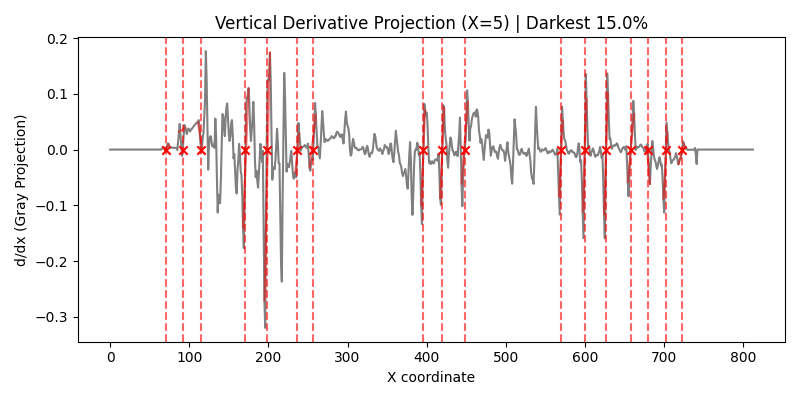 Vertical Derivative Projection (X=5) | Darkest 15.0%
0.2
0.1
0.0
−0.1
−0.2
−0.3
d/dx (Gray Projection)
0 100 200 300 400 500 600 700 800
X coordinate